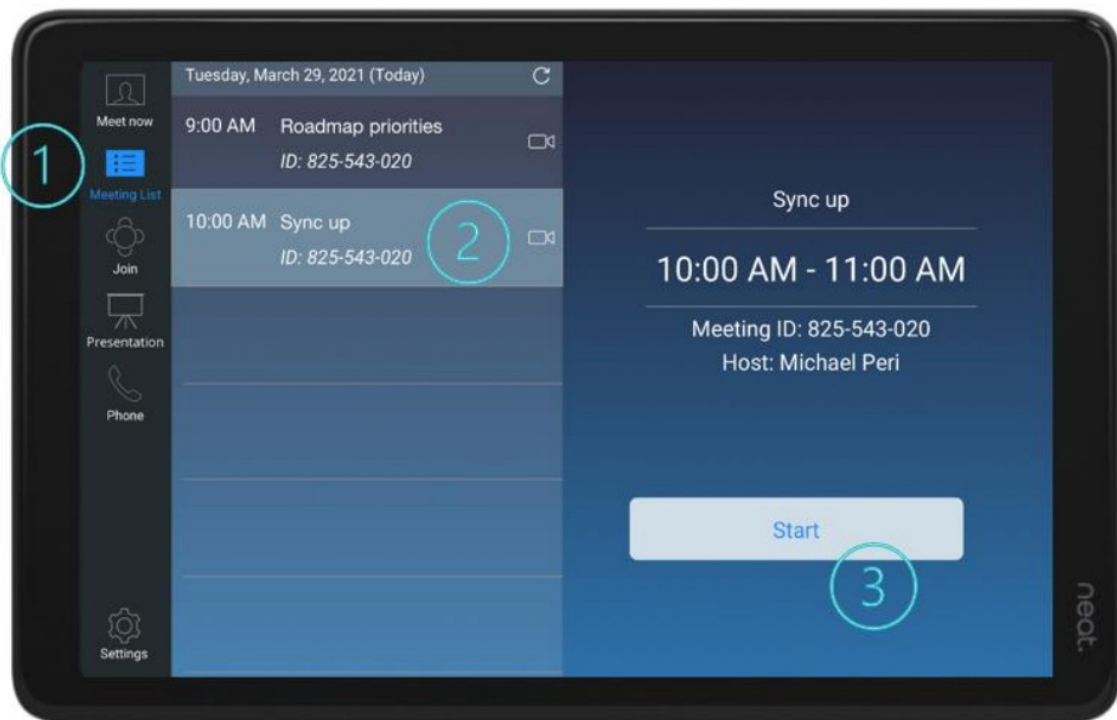 Tuesday, March 29, 2021 (Today)
Meet now
1
Meeting List
Join
Presentation
Phone
Settings
9:00 AM Roadmap priorities
ID: 825-543-020
10:00 AM Sync up
ID: 825-543-020
2
Sync up
10:00 AM - 11:00 AM
Meeting ID: 825-543-020
Host: Michael Peri
Start
3
neat.